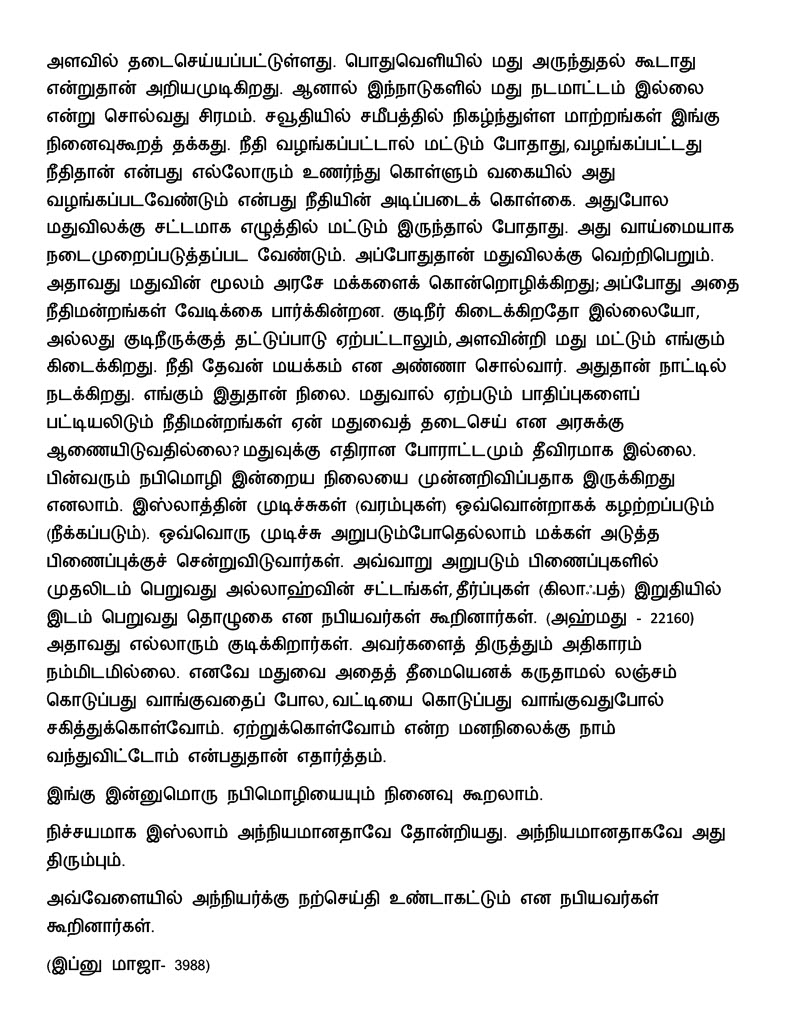 அளவில் தடைசெய்யப்பட்டுள்ளது. பொதுவெளியில் மது அருந்துதல் கூடாது
என்றுதான் அறியமுடிகிறது. ஆனால் இந்நாடுகளில் மது நடமாட்டம் இல்லை
என்று சொல்வது சிரமம். சவூதியில் சமீபத்தில் நிகழ்ந்துள்ள மாற்றங்கள் இங்கு
நினைவுகூறத் தக்கது. நீதி வழங்கப்பட்டால் மட்டும் போதாது, வழங்கப்பட்டது
நீதிதான் என்பது எல்லோரும் உணர்ந்து கொள்ளும் வகையில் அது
வழங்கப்படவேண்டும் என்பது நீதியின் அடிப்படைக் கொள்கை. அதுபோல
மதுவிலக்கு சட்டமாக எழுத்தில் மட்டும் இருந்தால் போதாது. அது வாய்மையாக
நடைமுறைப்படுத்தப்பட வேண்டும். அப்போதுதான் மதுவிலக்கு வெற்றிபெறும்.
அதாவது மதுவின் மூலம் அரசே மக்களைக் கொன்றொழிக்கிறது; அப்போது அதை
நீதிமன்றங்கள் வேடிக்கை பார்க்கின்றன. குடிநீர் கிடைக்கிறதோ இல்லையோ,
அல்லது குடிநீருக்குத் தட்டுப்பாடு ஏற்பட்டாலும், அளவின்றி மது மட்டும் எங்கும்
கிடைக்கிறது. நீதி தேவன் மயக்கம் என அண்ணா சொல்வார். அதுதான் நாட்டில்
நடக்கிறது. எங்கும் இதுதான் நிலை. மதுவால் ஏற்படும் பாதிப்புகளைப்
பட்டியலிடும் நீதிமன்றங்கள் ஏன் மதுவைத் தடைசெய் என அரசுக்கு
ஆணையிடுவதில்லை? மதுவுக்கு எதிரான போராட்டமும் தீவிரமாக இல்லை.
பின்வரும் நபிமொழி இன்றைய நிலையை முன்னறிவிப்பதாக இருக்கிறது
எனலாம். இஸ்லாத்தின் முடிச்சுகள் (வரம்புகள்) ஒவ்வொன்றாகக் கழற்றப்படும்
(நீக்கப்படும்). ஒவ்வொரு முடிச்சு அறுபடும்போதெல்லாம் மக்கள் அடுத்த
பிணைப்புக்குச் சென்றுவிடுவார்கள். அவ்வாறு அறுபடும் பிணைப்புகளில்
முதலிடம் பெறுவது அல்லாஹ்வின் சட்டங்கள், தீர்ப்புகள் (கிலாஃபத்) இறுதியில்
இடம் பெறுவது தொழுகை என நபியவர்கள் கூறினார்கள். (அஹ்மது - 22160)
அதாவது எல்லாரும் குடிக்கிறார்கள். அவர்களைத் திருத்தும் அதிகாரம்
நம்மிடமில்லை. எனவே மதுவை அதைத் தீமையெனக் கருதாமல் லஞ்சம்
கொடுப்பது வாங்குவதைப் போல, வட்டியை கொடுப்பது வாங்குவதுபோல்
சகித்துக்கொள்வோம். ஏற்றுக்கொள்வோம் என்ற மனநிலைக்கு நாம்
வந்துவிட்டோம் என்பதுதான் எதார்த்தம்.
இங்கு இன்னுமொரு நபிமொழியையும் நினைவு கூறலாம்.
நிச்சயமாக இஸ்லாம் அந்நியமானதாவே தோன்றியது. அந்நியமானதாகவே அது
திரும்பும்.
அவ்வேளையில் அந்நியர்க்கு நற்செய்தி உண்டாகட்டும் என நபியவர்கள்
கூறினார்கள்.
(இப்னு மாஜா- 3988)